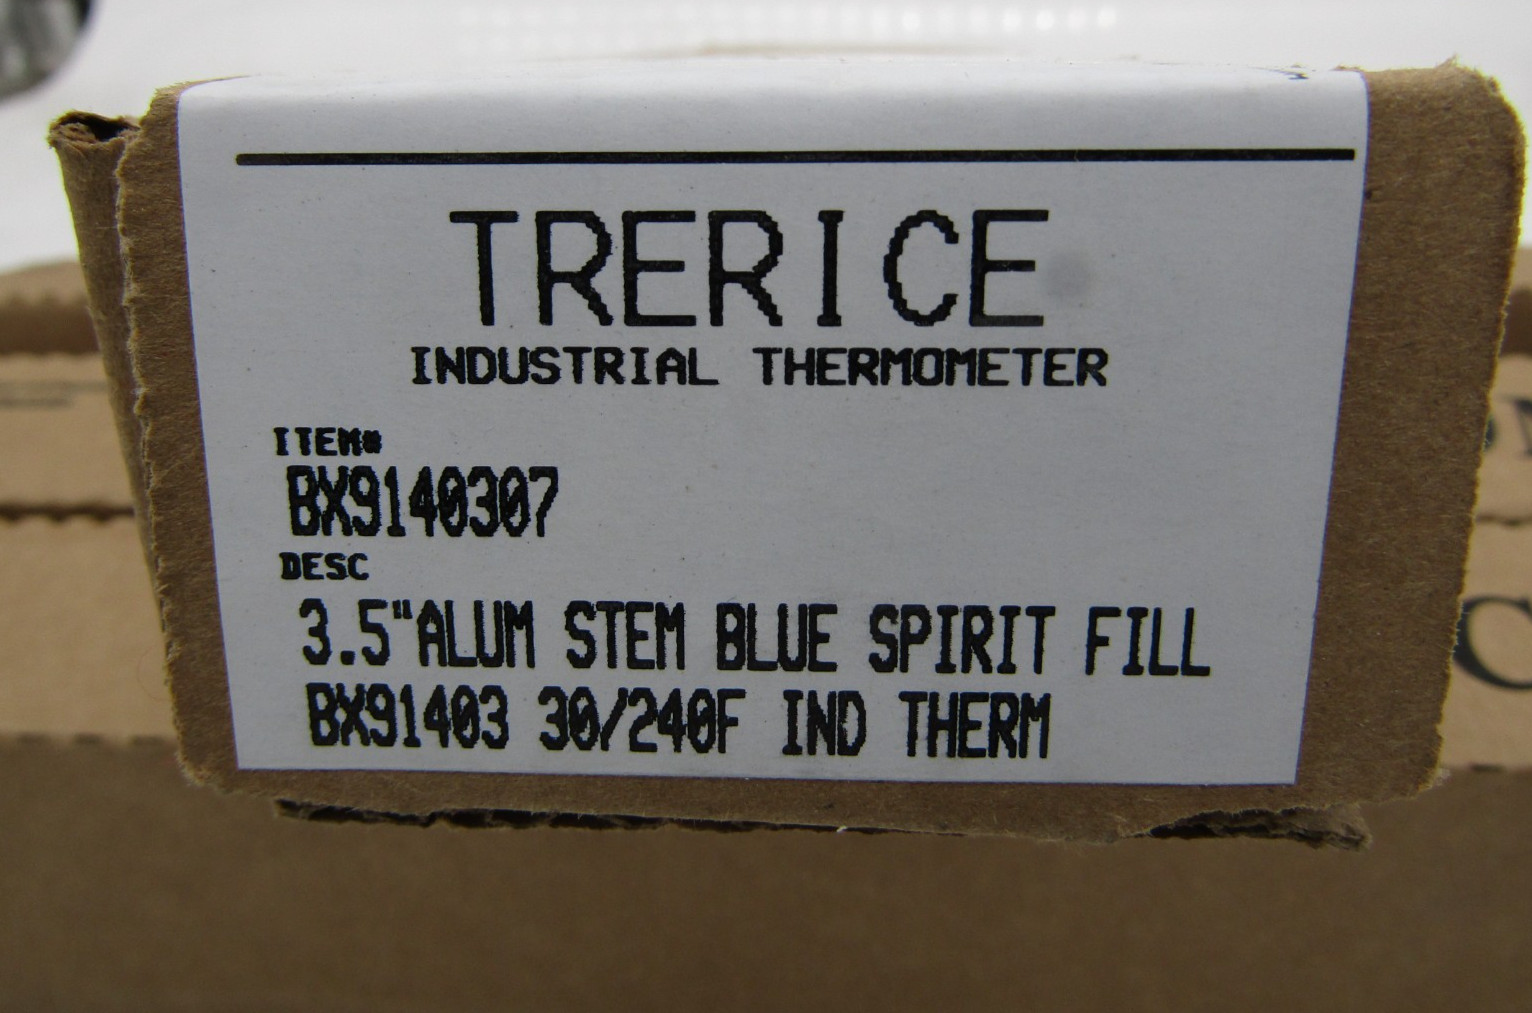 TRERICE
INDUSTRIAL THERMOMETER
ITEM#
BX9140307
DESC
3.5"ALUM STEM BLUE SPIRIT FILL
BX91403 30/240F IND THERM